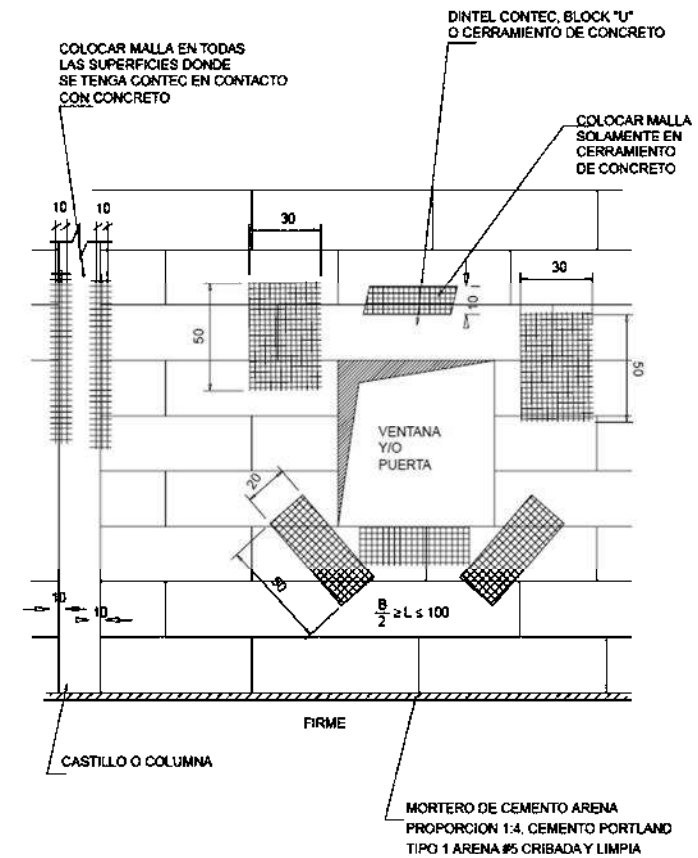 DINTEL CONTEC, BLOCK "U"
O CERRAMIENTO DE CONCRETO
COLOCAR MALLA EN TODAS
LAS SUPERFICIES DONDE
SE TENGA CONTEC EN CONTACTO
CON CONCRETO
COLOCAR MALLA
SOLAMENTE EN
CERRAMIENTO
DE CONCRETO
10
10
30
30
10
50
50
VENTANA
Y/O
PUERTA
20
50
10
10
B/2 ≥ L ≤ 100
FIRME
CASTILLO O COLUMNA
MORTERO DE CEMENTO ARENA
PROPORCION 1:4, CEMENTO PORTLAND
TIPO 1 ARENA #5 CRIBADA Y LIMPIA